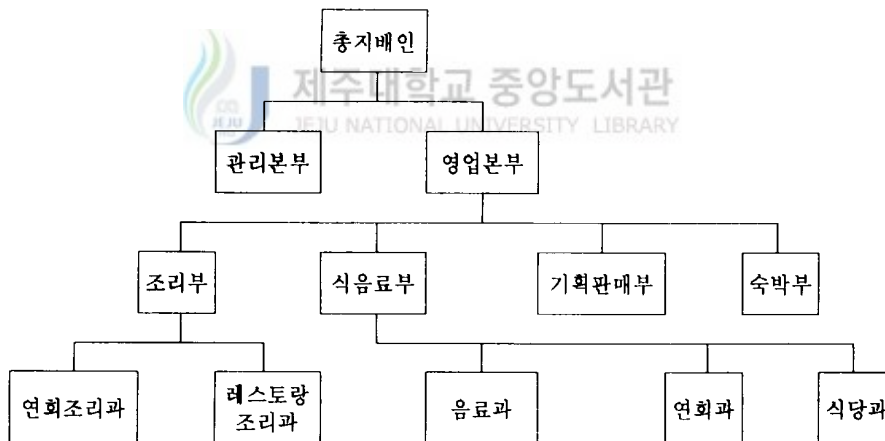 총지배인
제주대학교 중앙도서관
JEJU NATIONAL UNIVERSITY LIBRARY
관리본부
영업본부
조리부
식음료부
기획판매부
숙박부
연회조리과
레스토랑
조리과
음료과
연회과
식당과